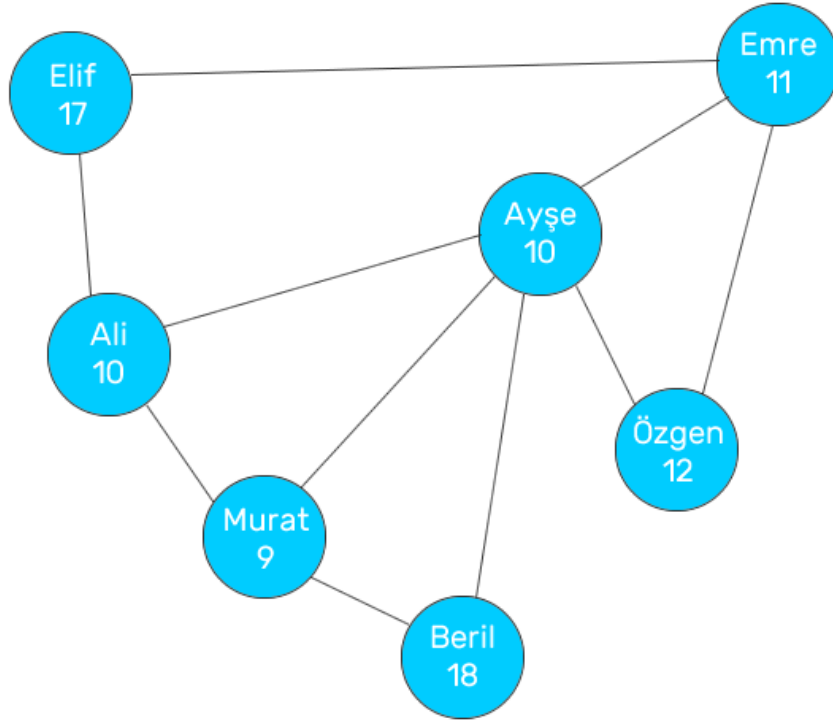 Elif
17
Emre
11
Ayşe
10
Ali
10
Özgen
12
Murat
9
Beril
18